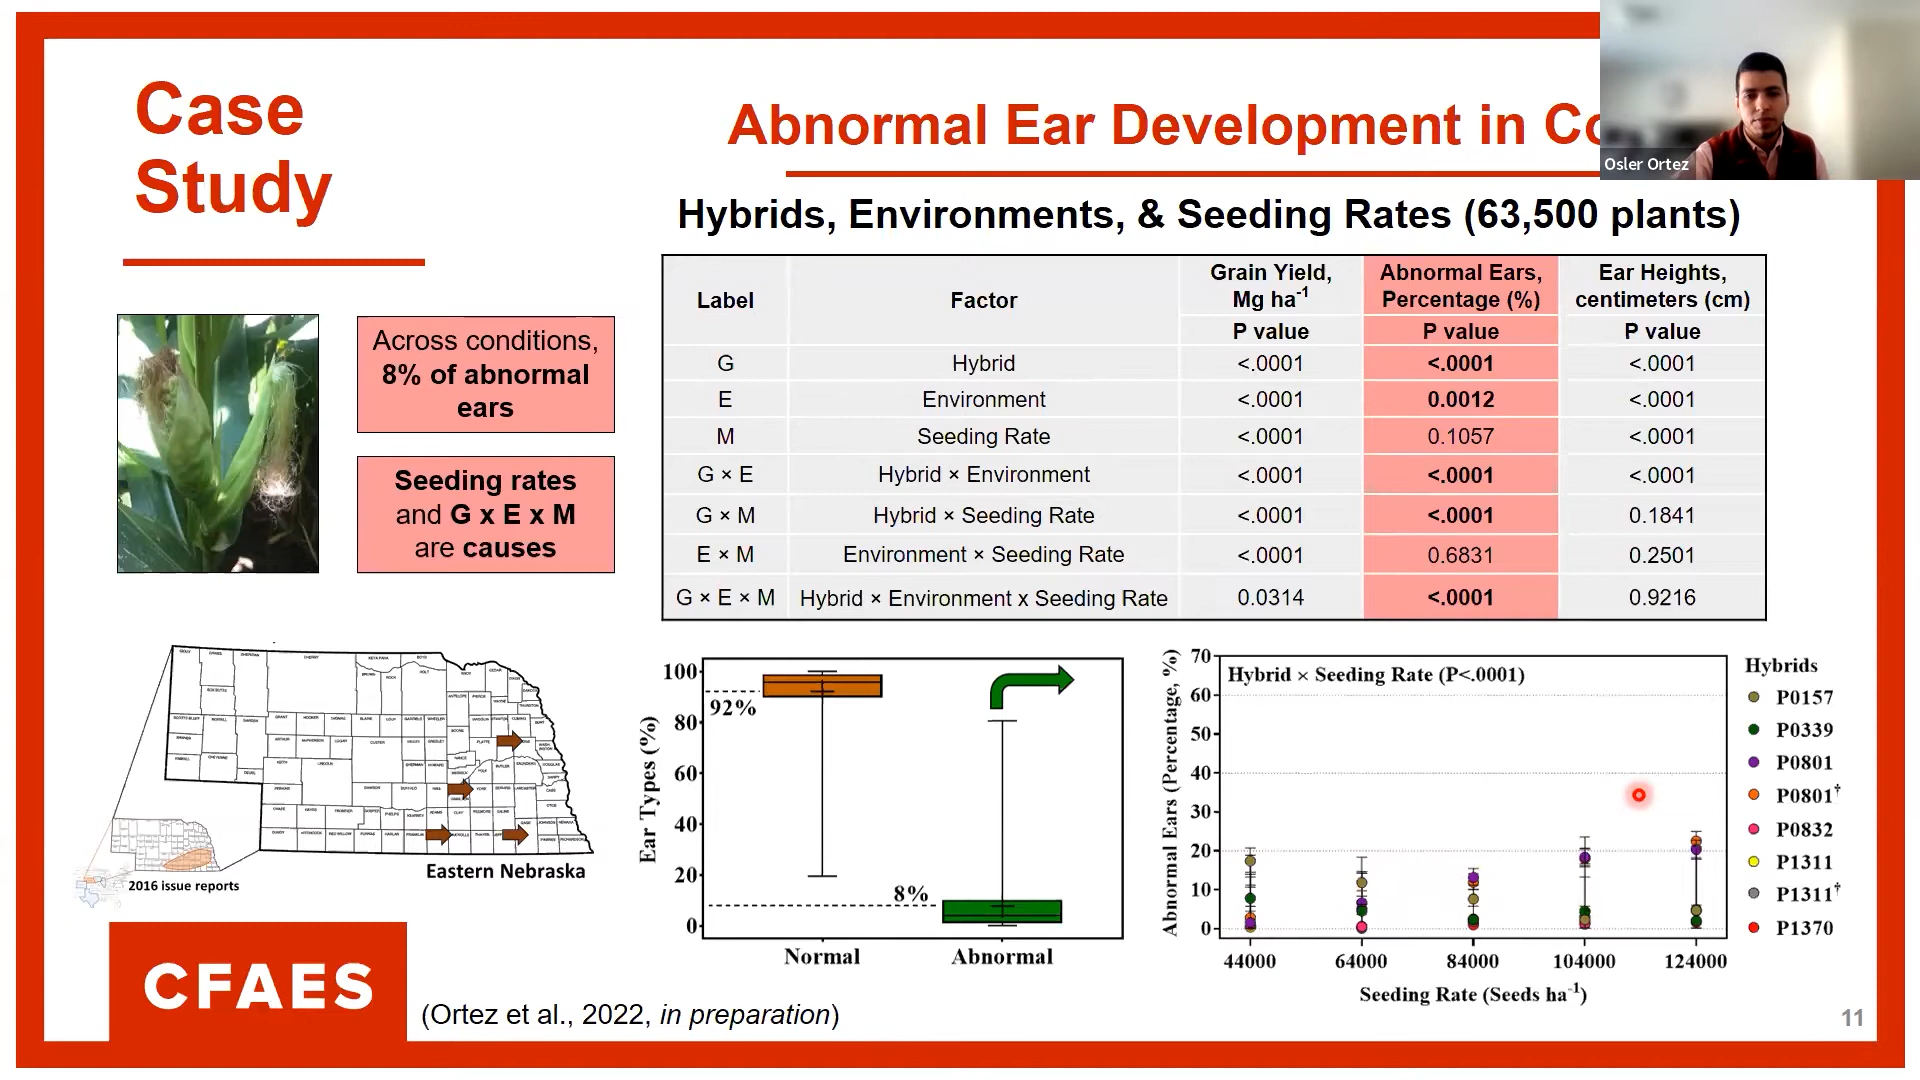 Case
Study
Abnormal Ear Development in Co
Osler Ortez
Hybrids, Environments, & Seeding Rates (63,500 plants)
Across conditions,
8% of abnormal
ears
Seeding rates
and G x E x M
are causes
Label Factor Grain Yield, Mg ha-1 Abnormal Ears, Percentage (%) Ear Heights, centimeters (cm)
P value P value P value
G Hybrid <.0001 <.0001 <.0001
E Environment <.0001 0.0012 <.0001
M Seeding Rate <.0001 0.1057 <.0001
G × E Hybrid × Environment <.0001 <.0001 <.0001
G × M Hybrid × Seeding Rate <.0001 <.0001 0.1841
E × M Environment × Seeding Rate <.0001 0.6831 0.2501
G × E × M Hybrid × Environment x Seeding Rate 0.0314 <.0001 0.9216
Eastern Nebraska
2016 issue reports
Ear Types (%)
100
80
60
40
20
0
92%
8%
Normal Abnormal
Abnormal Ears (Percentage, %)
70
60
50
40
30
20
10
0
Hybrid × Seeding Rate (P<.0001)
44000 64000 84000 104000 124000
Seeding Rate (Seeds ha-1)
Hybrids
P0157
P0339
P0801
P0801†
P0832
P1311
P1311†
P1370
CFAES
(Ortez et al., 2022, in preparation)
11